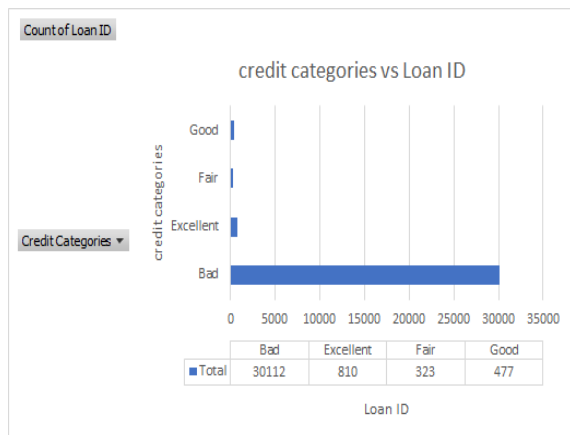 Count of Loan ID
credit categories vs Loan ID
Good
Fair
Excellent
Bad
credit categories
Credit Categories
0 5000 10000 15000 20000 25000 30000 35000
Bad Excellent Fair Good
Total 30112 810 323 477
Loan ID